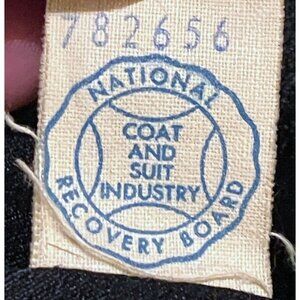 782656
NATIONAL
COAT
AND
SUIT
INDUSTRY
RECOVERY BOARD